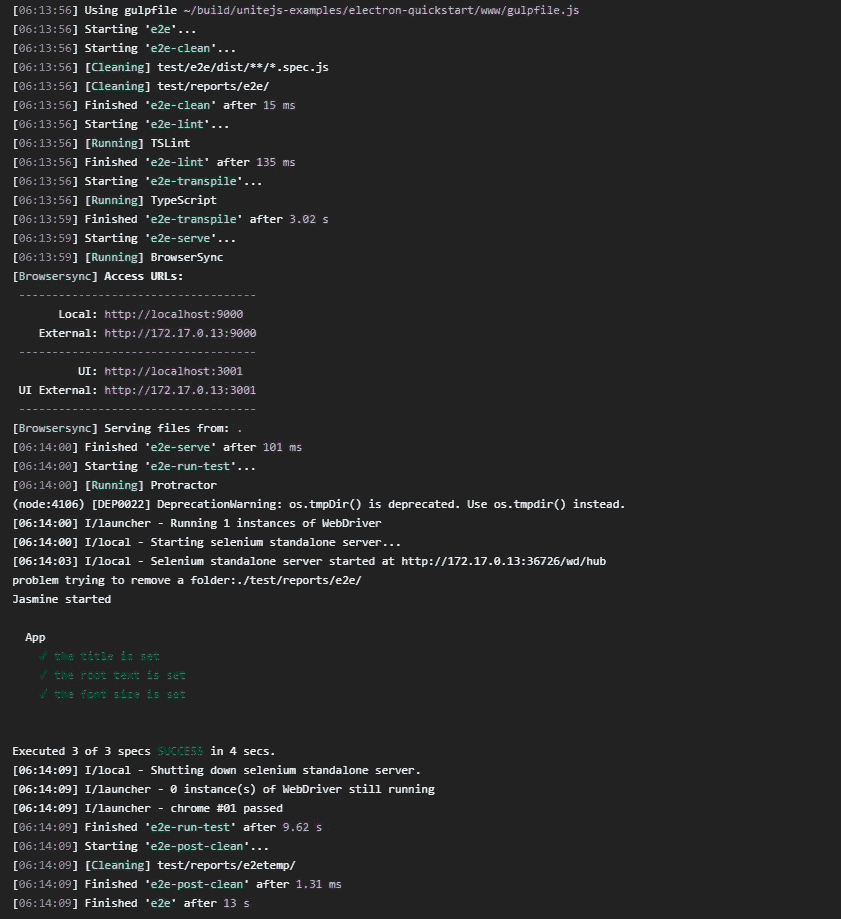 [06:13:56] Using gulpfile ~/build/unitejs-examples/electron-quickstart/www/gulpfile.js
[06:13:56] Starting 'e2e'...
[06:13:56] Starting 'e2e-clean'...
[06:13:56] [Cleaning] test/e2e/dist/**/*.spec.js
[06:13:56] [Cleaning] test/reports/e2e/
[06:13:56] Finished 'e2e-clean' after 15 ms
[06:13:56] Starting 'e2e-lint'...
[06:13:56] [Running] TSLint
[06:13:56] Finished 'e2e-lint' after 135 ms
[06:13:56] Starting 'e2e-transpile'...
[06:13:56] [Running] TypeScript
[06:13:59] Finished 'e2e-transpile' after 3.02 s
[06:13:59] Starting 'e2e-serve'...
[06:13:59] [Running] BrowserSync
[Browsersync] Access URLs:
------------------------------------
Local: http://localhost:9000
External: http://172.17.0.13:9000
------------------------------------
UI: http://localhost:3001
UI External: http://172.17.0.13:3001
------------------------------------
[Browsersync] Serving files from: .
[06:14:00] Finished 'e2e-serve' after 101 ms
[06:14:00] Starting 'e2e-run-test'...
[06:14:00] [Running] Protractor
(node:4106) [DEP0022] DeprecationWarning: os.tmpDir() is deprecated. Use os.tmpdir() instead.
[06:14:00] I/launcher - Running 1 instances of WebDriver
[06:14:00] I/local - Starting selenium standalone server...
[06:14:03] I/local - Selenium standalone server started at http://172.17.0.13:36726/wd/hub
problem trying to remove a folder:./test/reports/e2e/
Jasmine started
App
✓ the title is set
✓ the root text is set
✓ the font size is set
Executed 3 of 3 specs SUCCESS in 4 secs.
[06:14:09] I/local - Shutting down selenium standalone server.
[06:14:09] I/launcher - 0 instance(s) of WebDriver still running
[06:14:09] I/launcher - chrome #01 passed
[06:14:09] Finished 'e2e-run-test' after 9.62 s
[06:14:09] Starting 'e2e-post-clean'...
[06:14:09] [Cleaning] test/reports/e2etemp/
[06:14:09] Finished 'e2e-post-clean' after 1.31 ms
[06:14:09] Finished 'e2e' after 13 s